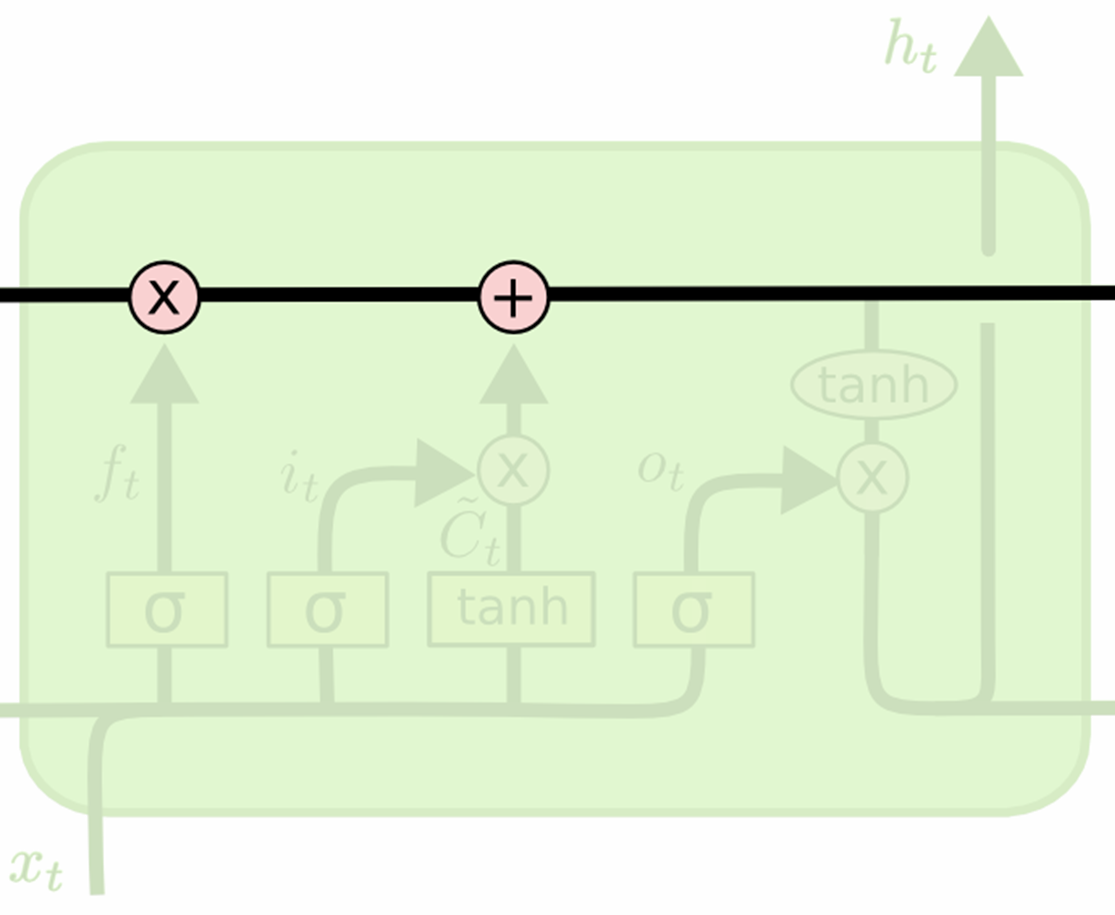 h_t
x +
tanh
f_t i_t x o_t x
C̃_t
σ σ tanh σ
x_t